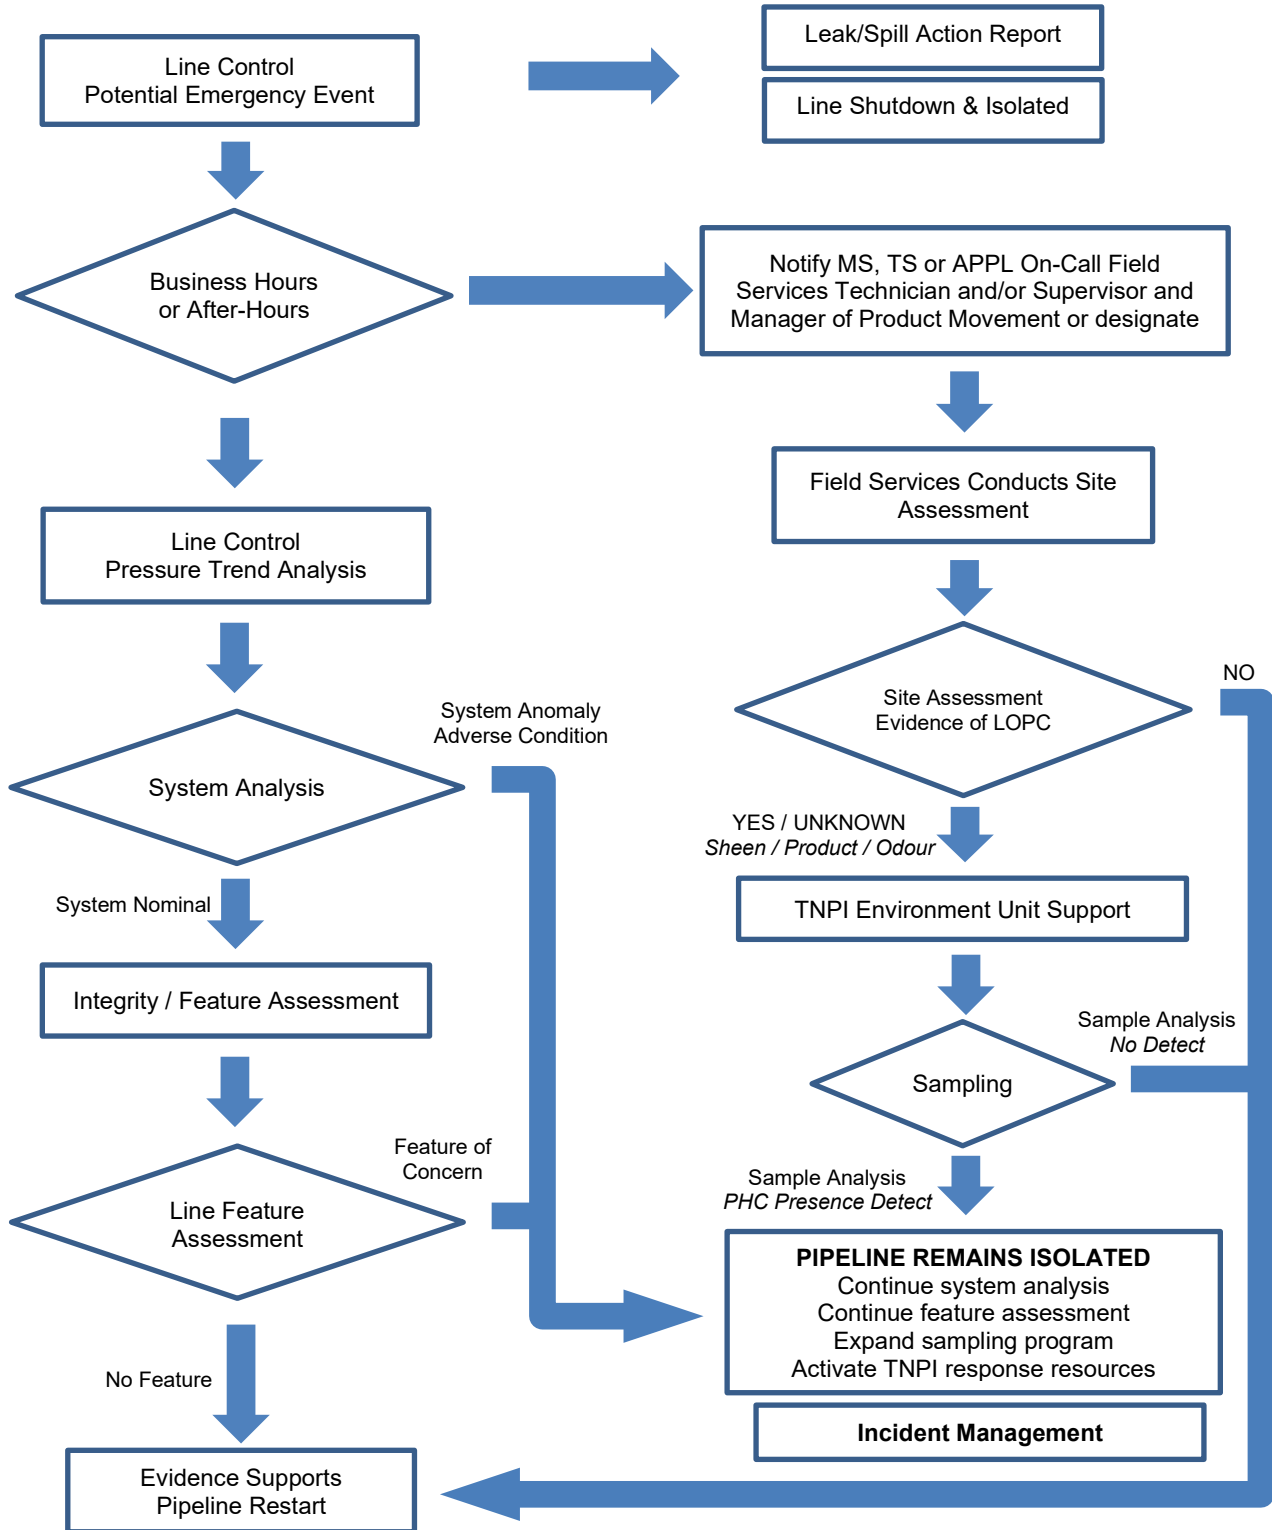 Line Control
Potential Emergency Event
Leak/Spill Action Report
Line Shutdown & Isolated
Business Hours
or After-Hours
Notify MS, TS or APPL On-Call Field
Services Technician and/or Supervisor and
Manager of Product Movement or designate
Line Control
Pressure Trend Analysis
Field Services Conducts Site
Assessment
System Analysis
System Anomaly
Adverse Condition
Site Assessment
Evidence of LOPC
NO
YES / UNKNOWN
Sheen / Product / Odour
System Nominal
TNPI Environment Unit Support
Integrity / Feature Assessment
Sampling
Sample Analysis
No Detect
Line Feature
Assessment
Feature of
Concern
Sample Analysis
PHC Presence Detect
PIPELINE REMAINS ISOLATED
Continue system analysis
Continue feature assessment
Expand sampling program
Activate TNPI response resources
No Feature
Incident Management
Evidence Supports
Pipeline Restart